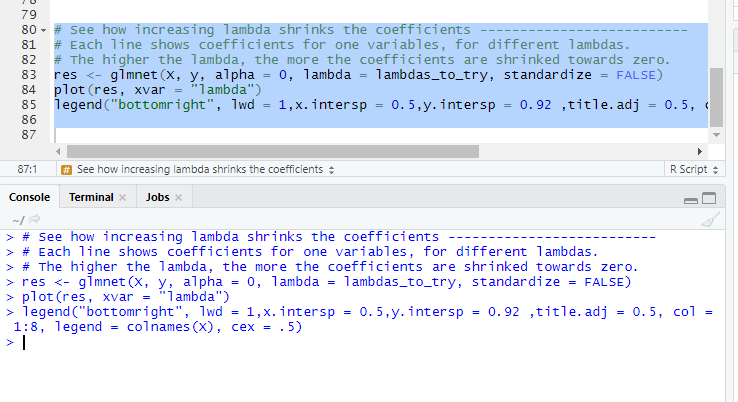 79
80 # See how increasing lambda shrinks the coefficients --------------------------
81 # Each line shows coefficients for one variables, for different lambdas.
82 # The higher the lambda, the more the coefficients are shrinked towards zero.
83 res <- glmnet(X, y, alpha = 0, lambda = lambdas_to_try, standardize = FALSE)
84 plot(res, xvar = "lambda")
85 legend("bottomright", lwd = 1,x.intersp = 0.5,y.intersp = 0.92 ,title.adj = 0.5,
86
87
87:1 # See how increasing lambda shrinks the coefficients R Script
Console Terminal × Jobs ×
~/
> # See how increasing lambda shrinks the coefficients --------------------------
> # Each line shows coefficients for one variables, for different lambdas.
> # The higher the lambda, the more the coefficients are shrinked towards zero.
> res <- glmnet(X, y, alpha = 0, lambda = lambdas_to_try, standardize = FALSE)
> plot(res, xvar = "lambda")
> legend("bottomright", lwd = 1,x.intersp = 0.5,y.intersp = 0.92 ,title.adj = 0.5, col =
1:8, legend = colnames(X), cex = .5)
>